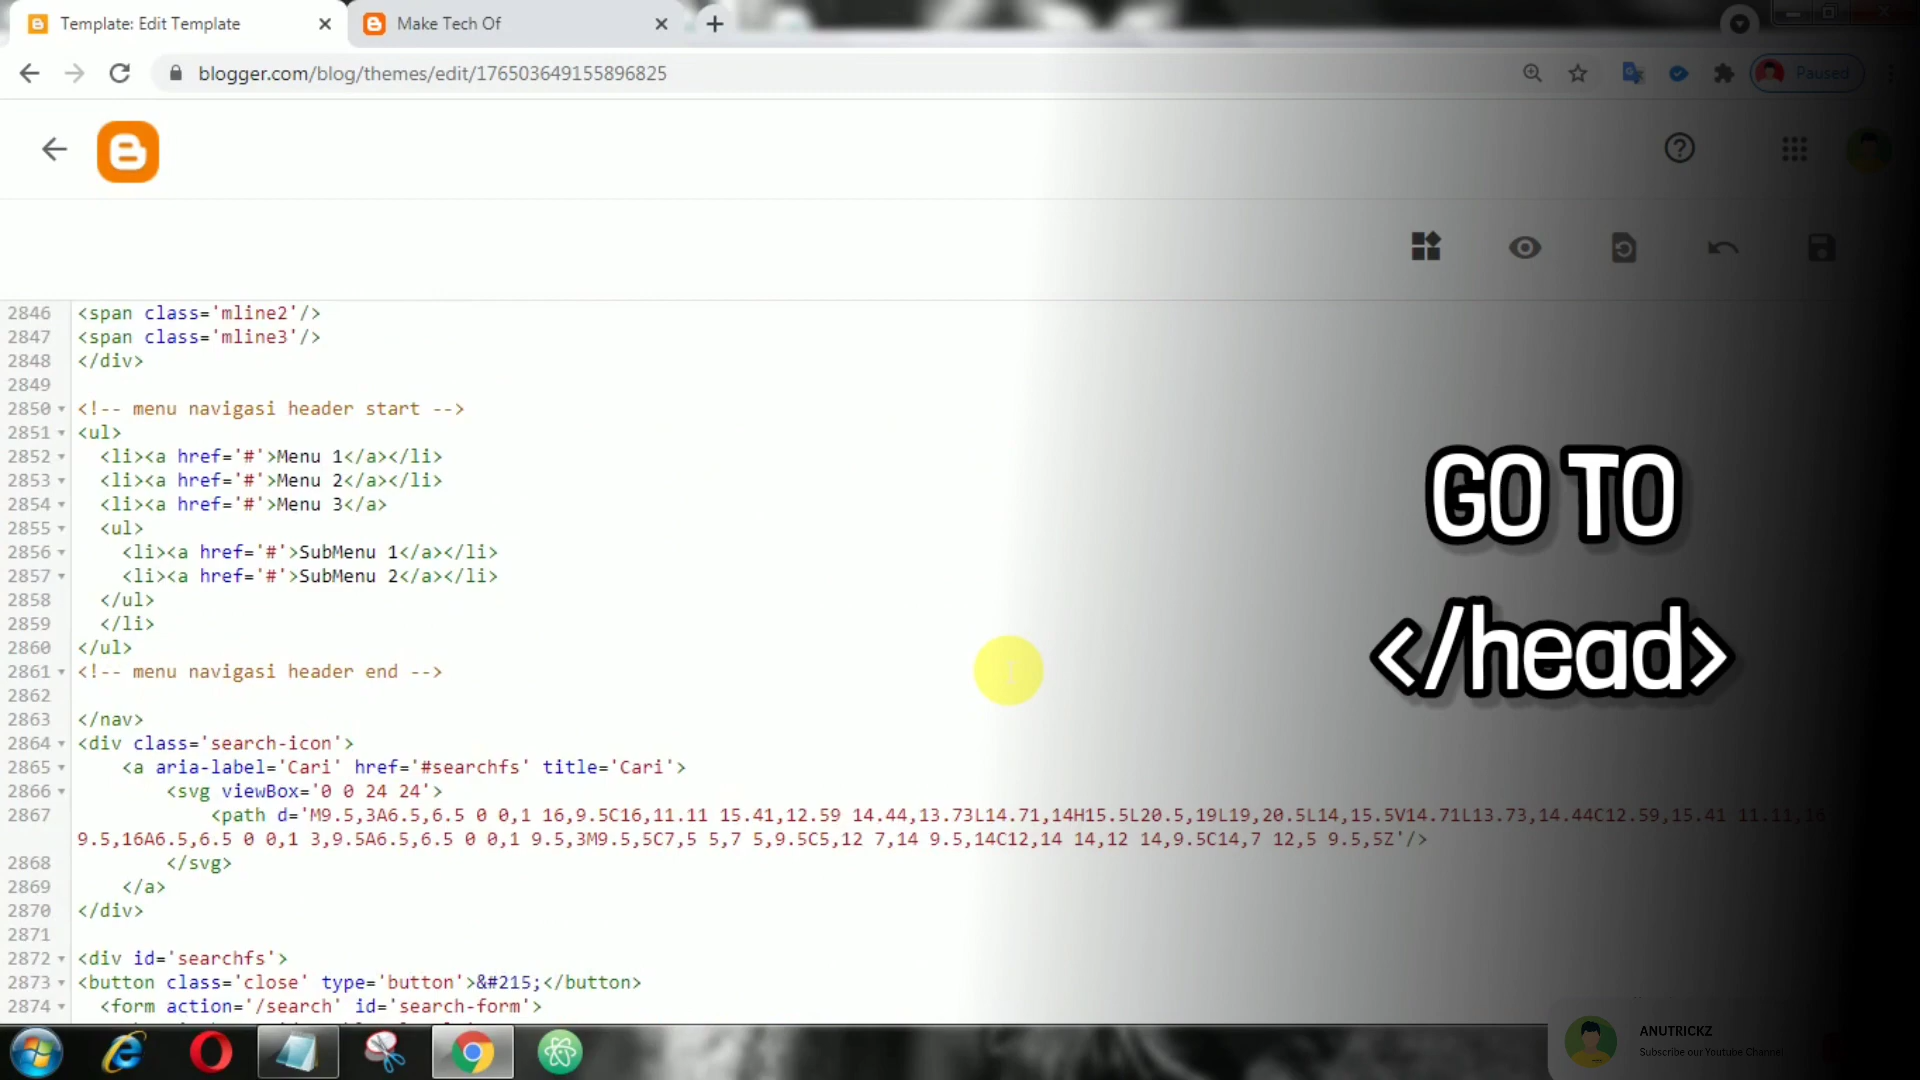 Template: Edit Template
Make Tech Of
blogger.com/blog/themes/edit/176503649155896825
Paused
2846 <span class='mline2'/>
2847 <span class='mline3'/>
2848 </div>
2849
2850 <!-- menu navigasi header start -->
2851 <ul>
2852 <li><a href='#'>Menu 1</a></li>
2853 <li><a href='#'>Menu 2</a></li>
2854 <li><a href='#'>Menu 3</a>
2855 <ul>
2856 <li><a href='#'>SubMenu 1</a></li>
2857 <li><a href='#'>SubMenu 2</a></li>
2858 </ul>
2859 </li>
2860 </ul>
2861 <!-- menu navigasi header end -->
2862
2863 </nav>
2864 <div class='search-icon'>
2865 <a aria-label='Cari' href='#searchfs' title='Cari'>
2866 <svg viewBox='0 0 24 24'>
2867 <path d='M9.5,3A6.5,6.5 0 0,1 16,9.5C16,11.11 15.41,12.59 14.44,13.73L14.71,14H15.5L20.5,19L19,20.5L14,15.5V14.71L13.73,14.44C12.59,15.41 11.11,16
9.5,16A6.5,6.5 0 0,1 3,9.5A6.5,6.5 0 0,1 9.5,3M9.5,5C7,5 5,7 5,9.5C5,12 7,14 9.5,14C12,14 14,12 14,9.5C14,7 12,5 9.5,5Z'/>
2868 </svg>
2869 </a>
2870 </div>
2871
2872 <div id='searchfs'>
2873 <button class='close' type='button'>&#215;</button>
2874 <form action='/search' id='search-form'>
GO TO
</head>
ANUTRICKZ
Subscribe our Youtube Channel